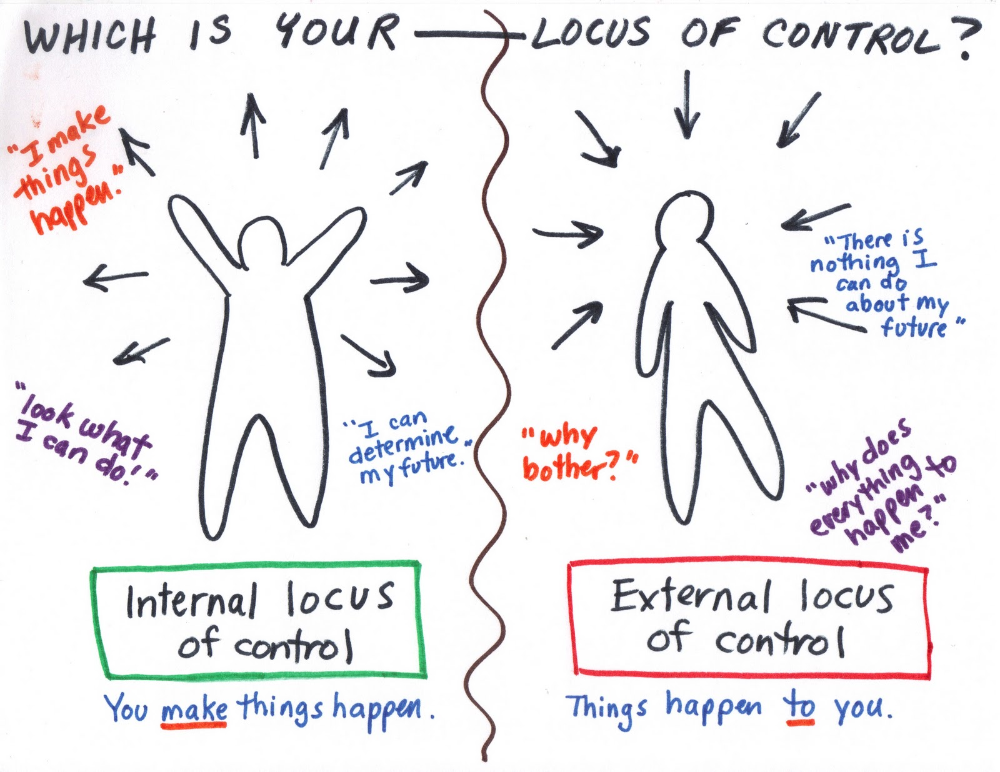 WHICH IS YOUR — LOCUS OF CONTROL?
"I make
things
happen."
"look what
I can do!"
"I can
determine
my future."
Internal locus
of control
You make things happen.
"There is
nothing I
can do
about my
future"
"why
bother?"
"why does
everything
happen to
me?"
External locus
of control
Things happen to you.